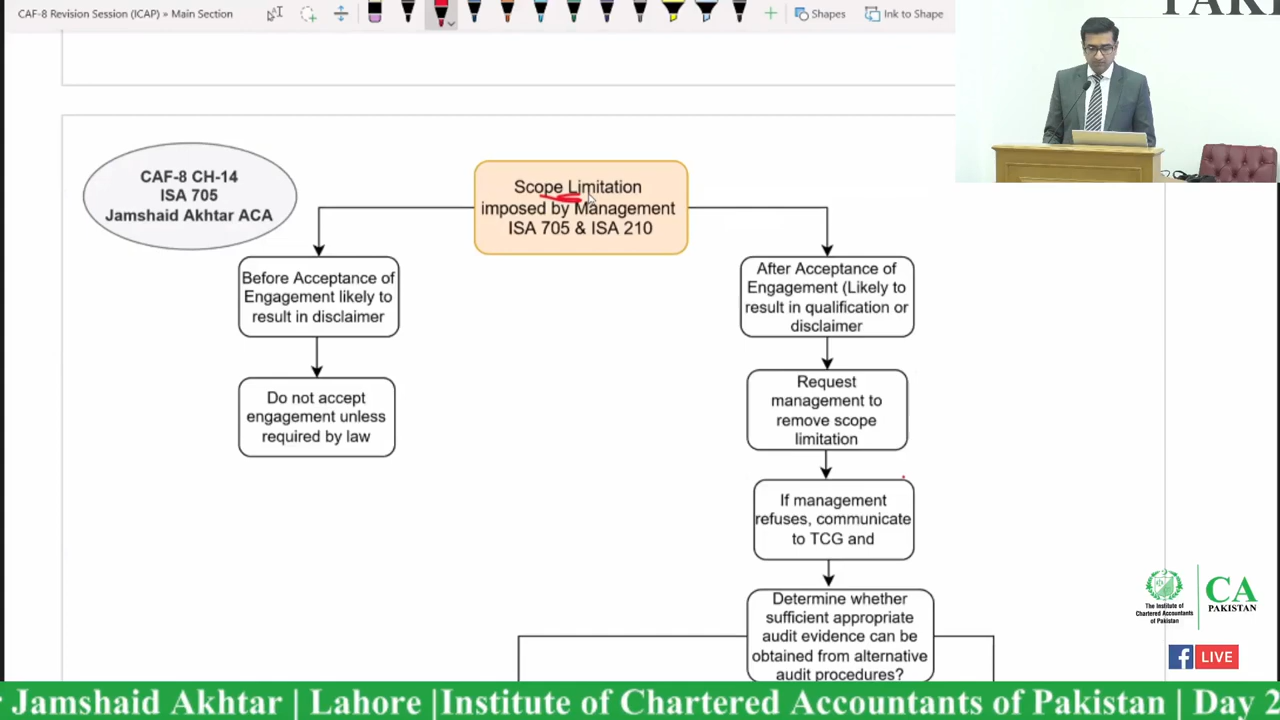 CAF-8 Revision Session (ICAP) » Main Section
Shapes
Ink to Shape
CAF-8 CH-14
ISA 705
Jamshaid Akhtar ACA
Scope Limitation
imposed by Management
ISA 705 & ISA 210
Before Acceptance of
Engagement likely to
result in disclaimer
Do not accept
engagement unless
required by law
After Acceptance of
Engagement (Likely to
result in qualification or
disclaimer
Request
management to
remove scope
limitation
If management
refuses, communicate
to TCG and
Determine whether
sufficient appropriate
audit evidence can be
obtained from alternative
audit procedures?
The Institute of
Chartered Accountants
of Pakistan
CA
PAKISTAN
LIVE
Jamshaid Akhtar | Lahore |Institute of Chartered Accountants of Pakistan | Day 2